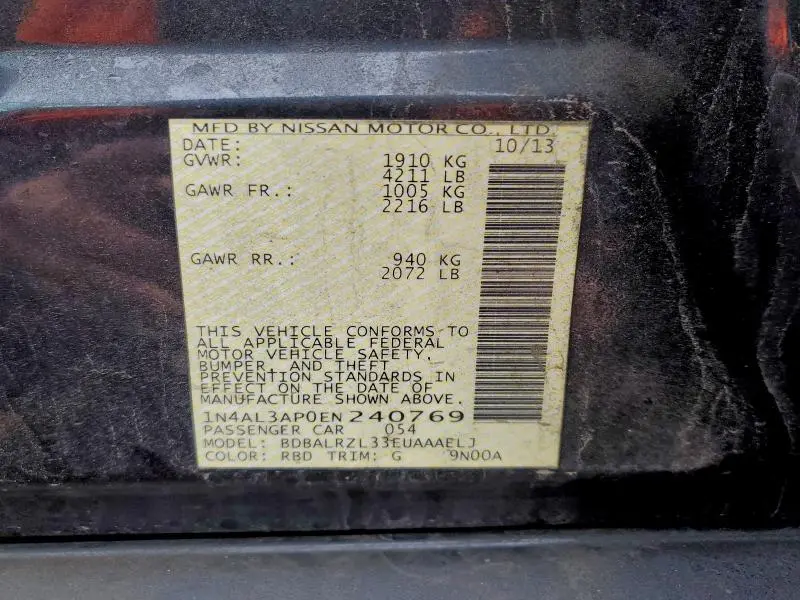 MFD BY NISSAN MOTOR CO., LTD.
DATE: 10/13
GVWR: 1910 KG
4211 LB
GAWR FR.: 1005 KG
2216 LB
GAWR RR.: 940 KG
2072 LB
THIS VEHICLE CONFORMS TO
ALL APPLICABLE FEDERAL
MOTOR VEHICLE SAFETY,
BUMPER, AND THEFT
PREVENTION STANDARDS IN
EFFECT ON THE DATE OF
MANUFACTURE SHOWN ABOVE.
1N4AL3AP0EN240769
PASSENGER CAR 054
MODEL: BDBALRZL33EUAAAELJ
COLOR: RBD TRIM: G 9N00A